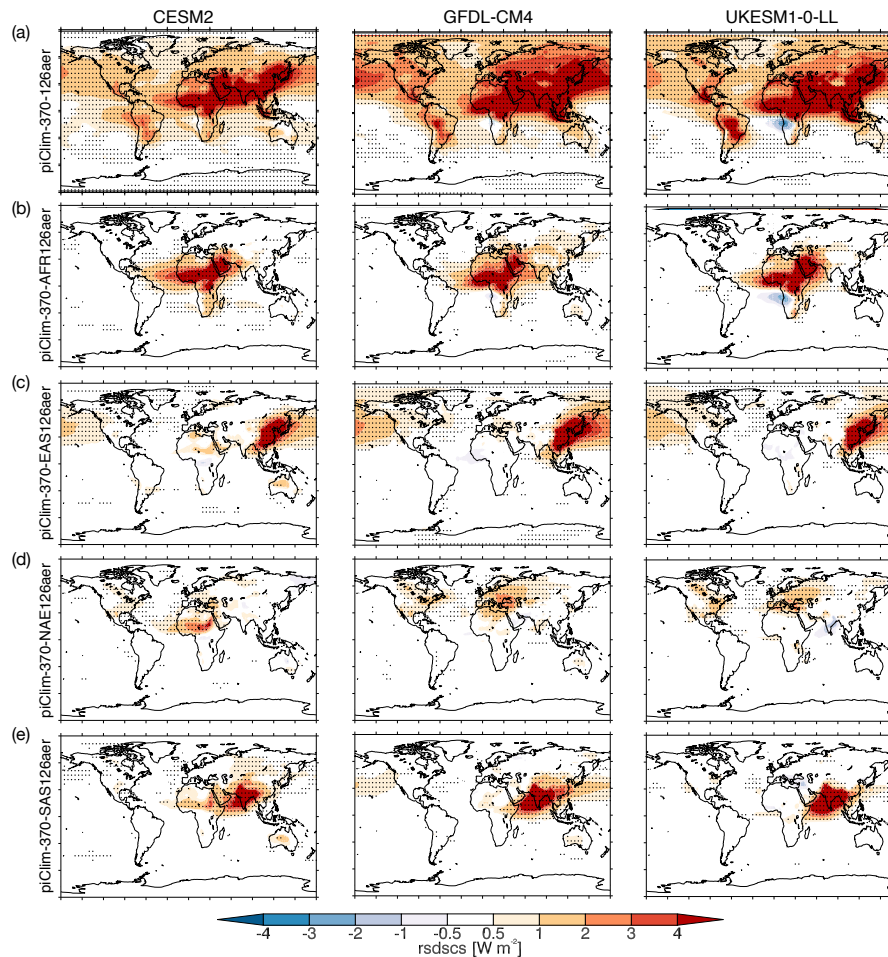 CESM2 GFDL-CM4 UKESM1-0-LL
(a)
piClim-370-126aer
(b)
piClim-370-AFR126aer
(c)
piClim-370-EAS126aer
(d)
piClim-370-NAE126aer
(e)
piClim-370-SAS126aer
-4 -3 -2 -1 -0.5 0.5 1 2 3 4
rsdscs [W m⁻²]